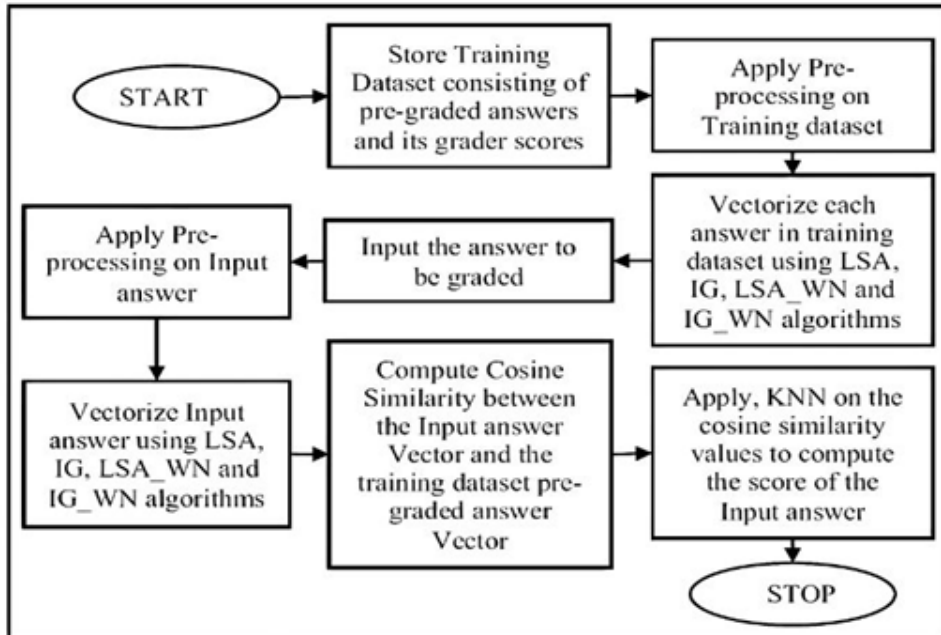 START
Store Training
Dataset consisting of
pre-graded answers
and its grader scores
Apply Pre-
processing on
Training dataset
Vectorize each
answer in training
dataset using LSA,
IG, LSA_WN and
IG_WN algorithms
Input the answer to
be graded
Apply Pre-
processing on Input
answer
Vectorize Input
answer using LSA,
IG, LSA_WN and
IG_WN algorithms
Compute Cosine
Similarity between
the Input answer
Vector and the
training dataset pre-
graded answer
Vector
Apply, KNN on the
cosine similarity
values to compute
the score of the
Input answer
STOP